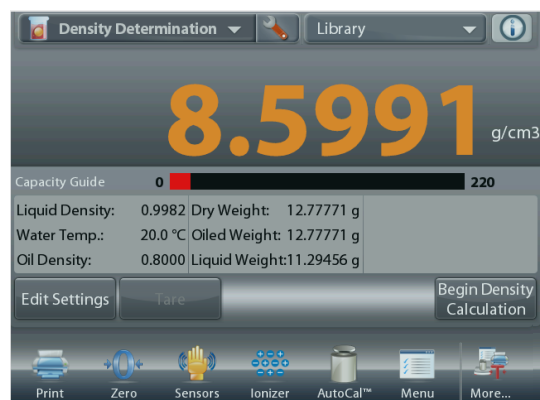 Density Determination Library
8.5991 g/cm3
Capacity Guide 0 220
Liquid Density: 0.9982 Dry Weight: 12.77771 g
Water Temp.: 20.0 °C Oiled Weight: 12.77771 g
Oil Density: 0.8000 Liquid Weight:11.29456 g
Edit Settings Tare Begin Density
Calculation
Print Zero Sensors Ionizer AutoCal™ Menu More...